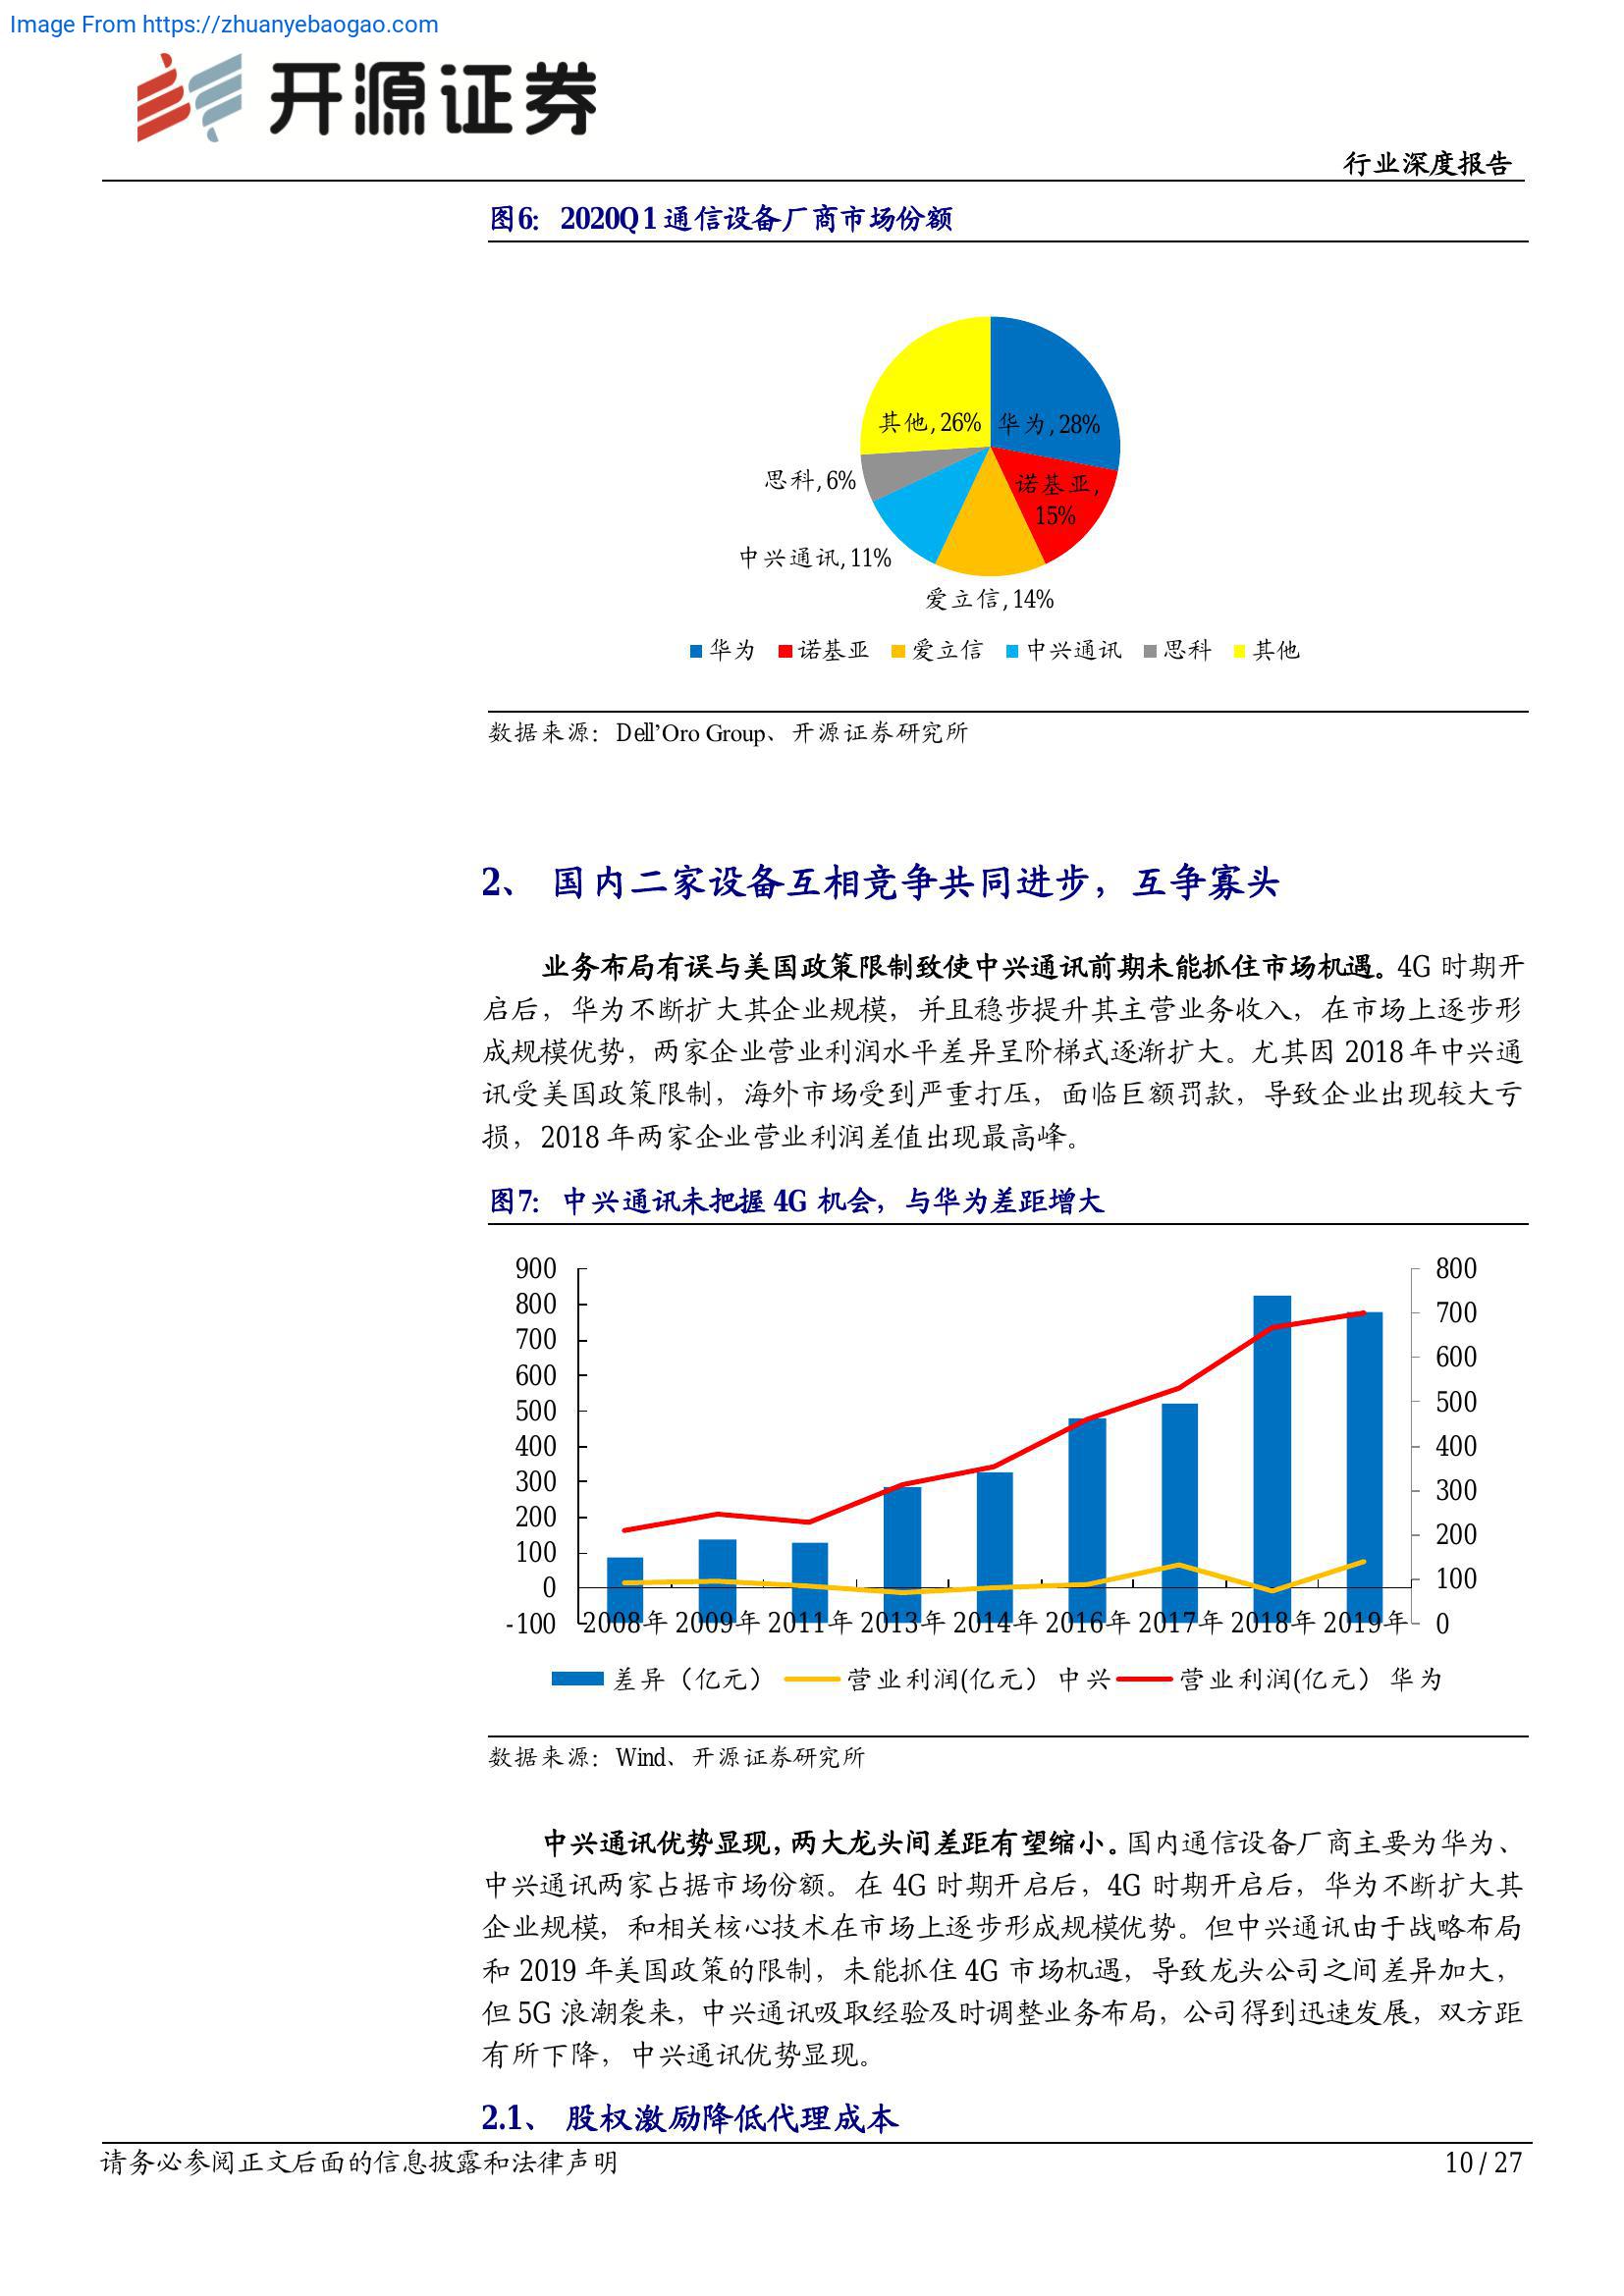 Image From https://zhuanyebaogao.com
开源证券
行业深度报告
图6： 2020Q1 通信设备厂商市场份额
其他, 26%
华为, 28%
思科, 6%
诺基亚,
15%
中兴通讯, 11%
爱立信, 14%
华为 诺基亚 爱立信 中兴通讯 思科 其他
数据来源：Dell’Oro Group、开源证券研究所
2、 国内二家设备互相竞争共同进步，互争寡头
业务布局有误与美国政策限制致使中兴通讯前期未能抓住市场机遇。4G 时期开
启后，华为不断扩大其企业规模，并且稳步提升其主营业务收入，在市场上逐步形
成规模优势，两家企业营业利润水平差异呈阶梯式逐渐扩大。尤其因 2018 年中兴通
讯受美国政策限制，海外市场受到严重打压，面临巨额罚款，导致企业出现较大亏
损，2018 年两家企业营业利润差值出现最高峰。
图7： 中兴通讯未把握 4G 机会，与华为差距增大
900
800
700
600
500
400
300
200
100
0
-100
800
700
600
500
400
300
200
100
0
2008年 2009年 2011年 2013年 2014年 2016年 2017年 2018年 2019年
差异（亿元） 营业利润(亿元） 中兴 营业利润(亿元） 华为
数据来源：Wind、开源证券研究所
中兴通讯优势显现，两大龙头间差距有望缩小。国内通信设备厂商主要为华为、
中兴通讯两家占据市场份额。在 4G 时期开启后，4G 时期开启后，华为不断扩大其
企业规模，和相关核心技术在市场上逐步形成规模优势。但中兴通讯由于战略布局
和 2019 年美国政策的限制，未能抓住 4G 市场机遇，导致龙头公司之间差异加大，
但 5G 浪潮袭来，中兴通讯吸取经验及时调整业务布局，公司得到迅速发展，双方距
有所下降，中兴通讯优势显现。
2.1、 股权激励降低代理成本
请务必参阅正文后面的信息披露和法律声明
10 / 27